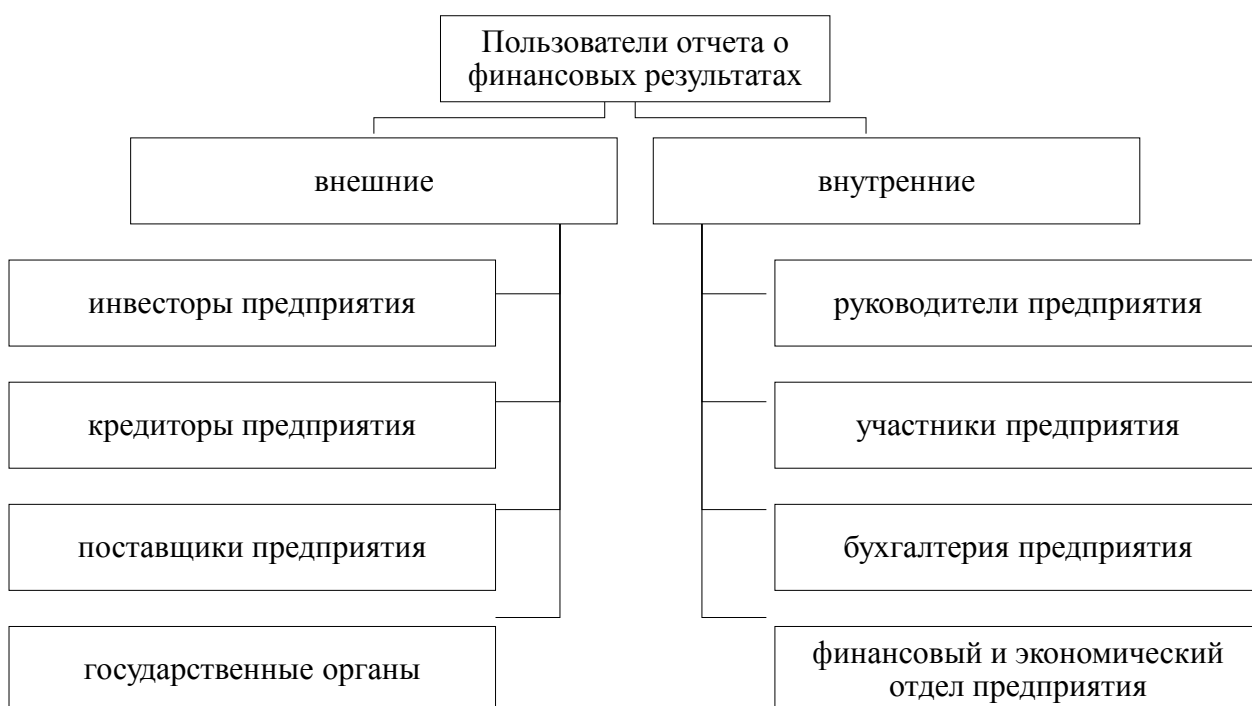 Пользователи отчета о
финансовых результатах
внешние
внутренние
инвесторы предприятия
руководители предприятия
кредиторы предприятия
участники предприятия
поставщики предприятия
бухгалтерия предприятия
государственные органы
финансовый и экономический
отдел предприятия